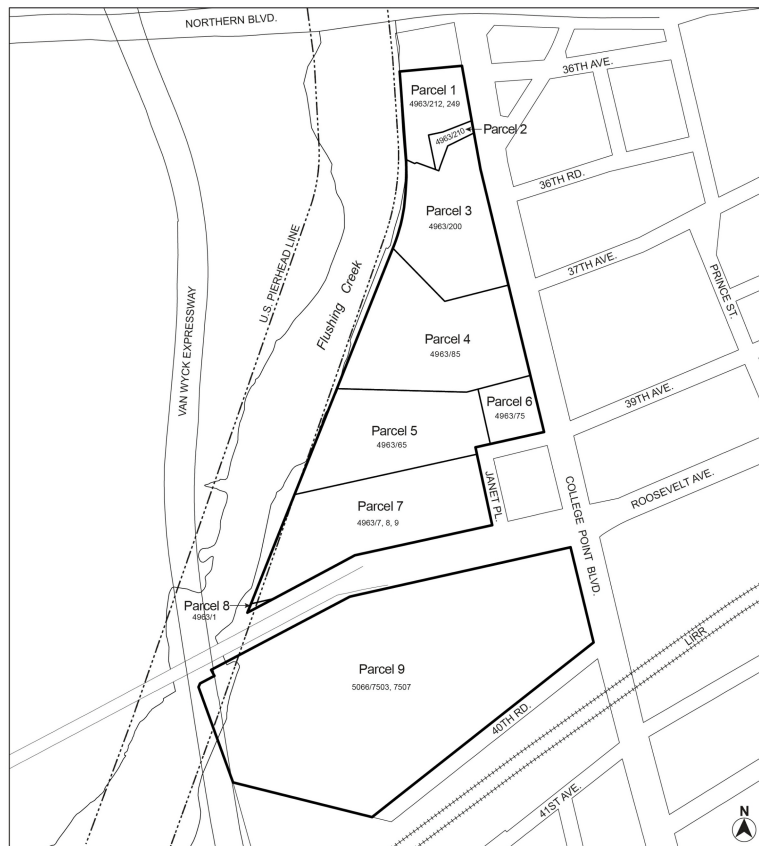 NORTHERN BLVD.
36TH AVE.
Parcel 1
4963/212, 249
4963/210
Parcel 2
36TH RD.
Parcel 3
4963/200
U.S. PIERHEAD LINE
Flushing Creek
37TH AVE.
PRINCE ST.
VAN WYCK EXPRESSWAY
Parcel 4
4963/85
39TH AVE.
Parcel 6
4963/75
Parcel 5
4963/65
ROOSEVELT AVE.
JANET PL.
COLLEGE POINT BLVD.
Parcel 7
4963/7, 8, 9
Parcel 8
4963/1
LIRR
Parcel 9
5066/7503, 7507
40TH RD.
41ST AVE.
N